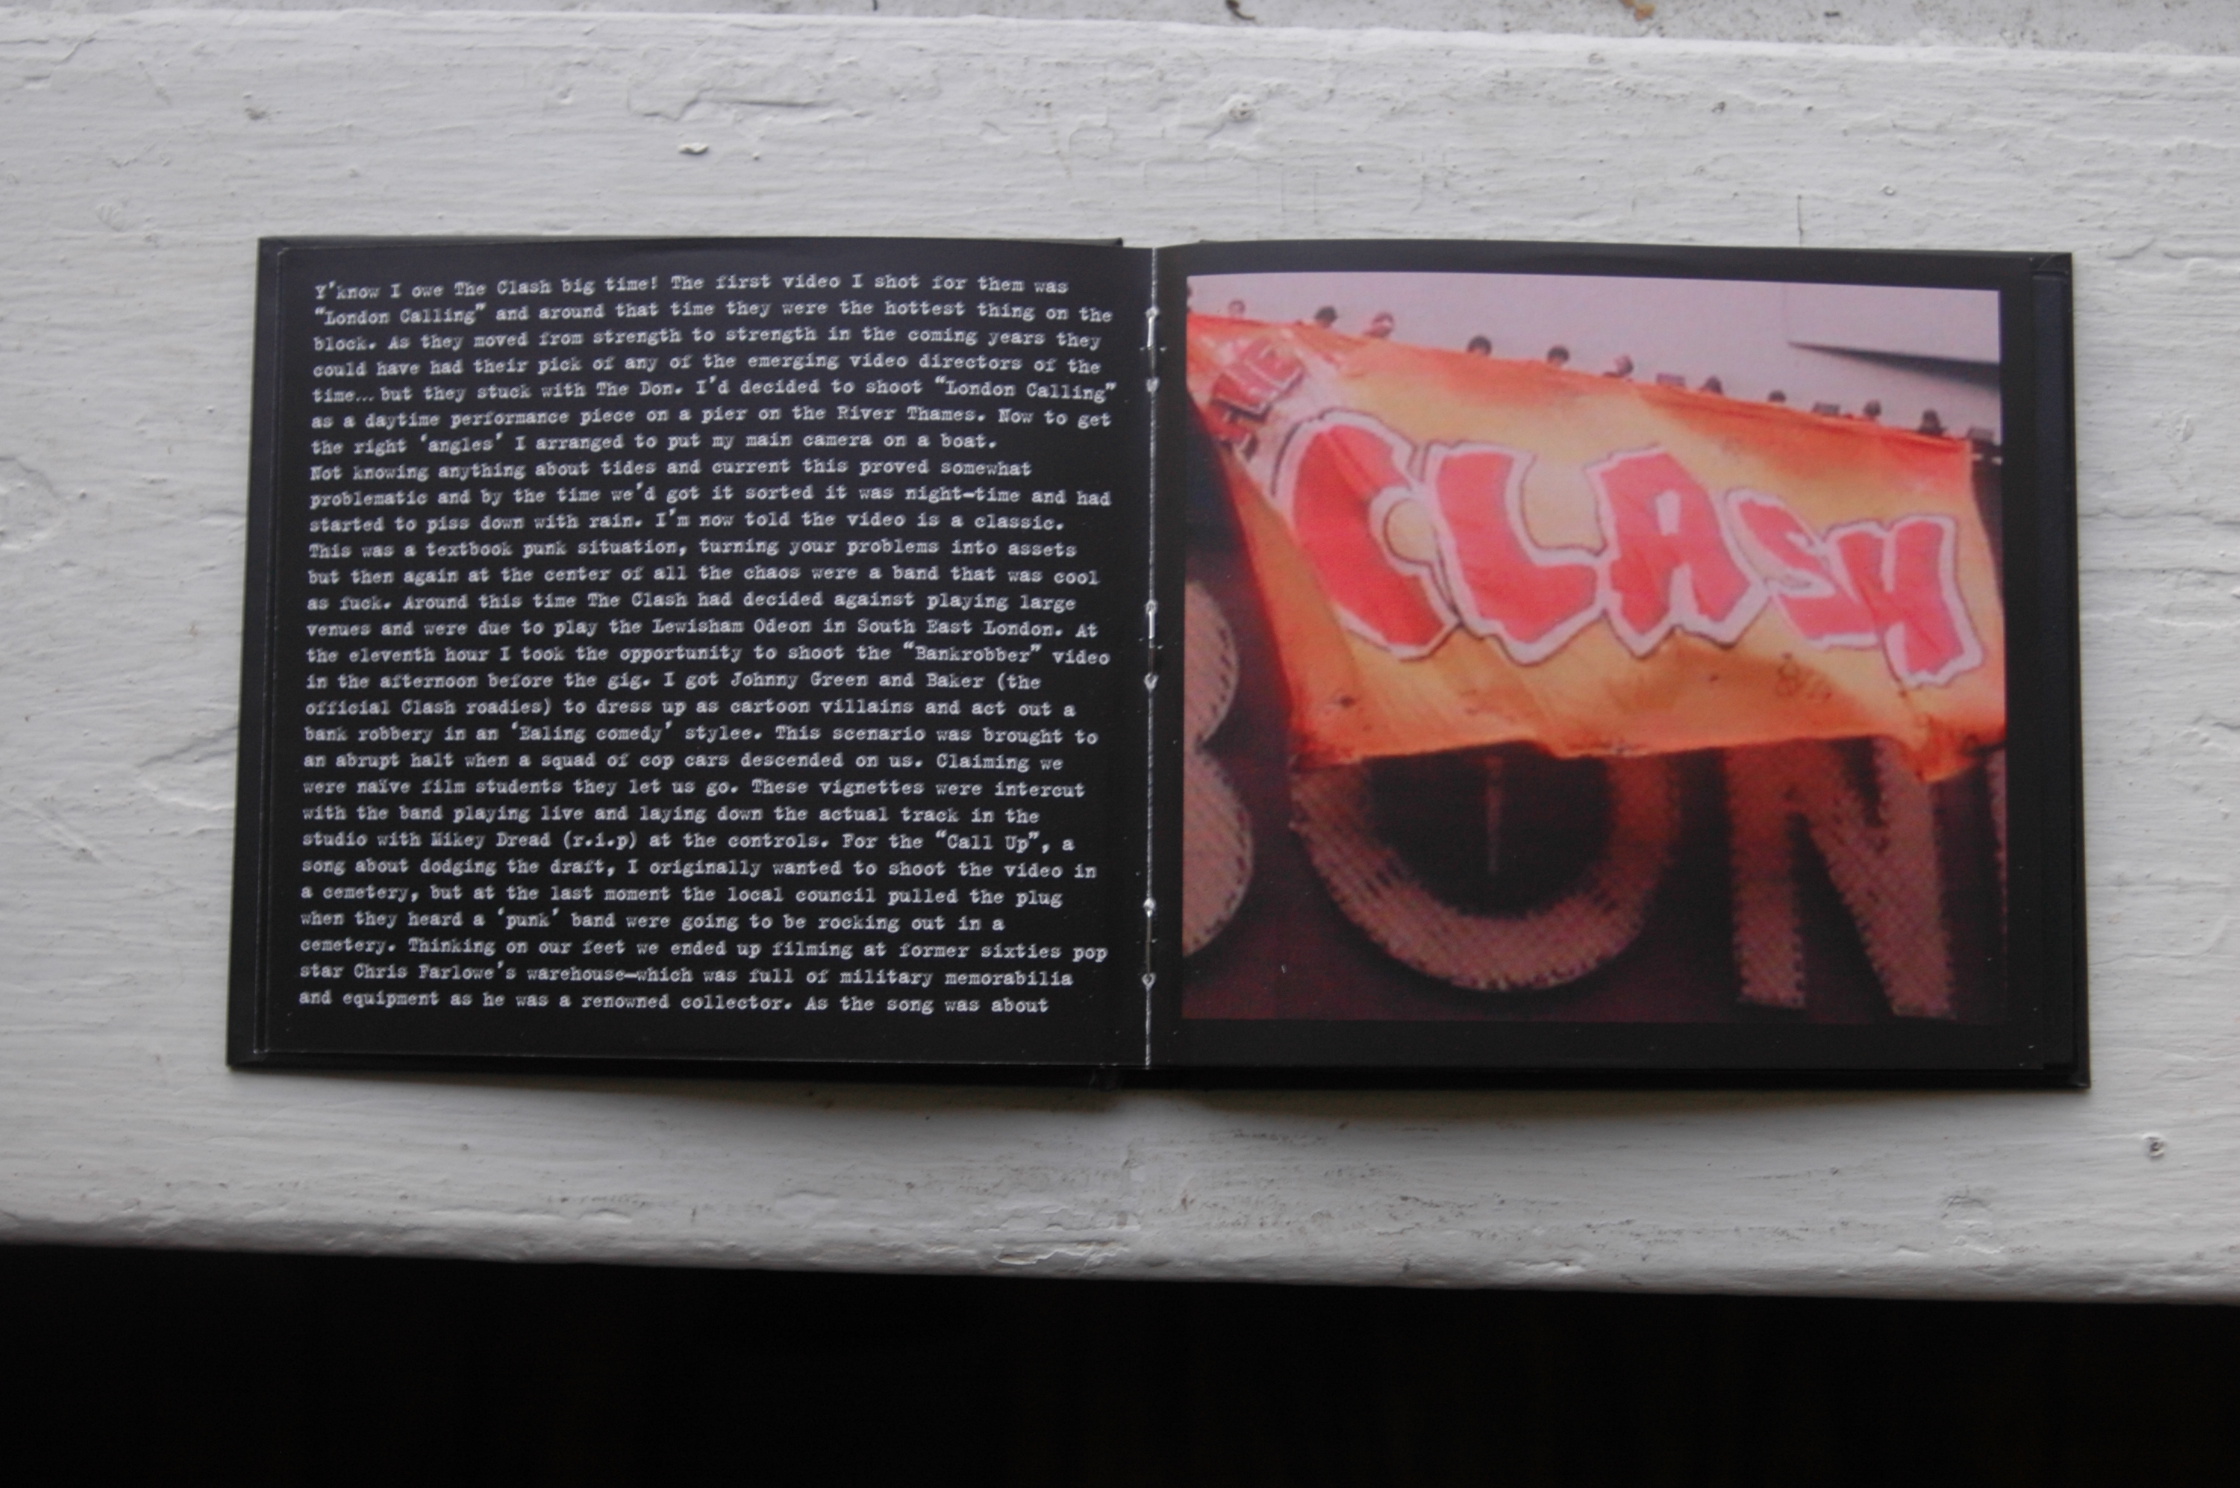 Y'know I owe The Clash big time! The first video I shot for them was
"London Calling" and around that time they were the hottest thing on the
block. As they moved from strength to strength in the coming years they
could have had their pick of any of the emerging video directors of the
time... but they stuck with The Don. I'd decided to shoot "London Calling"
as a daytime performance piece on a pier on the River Thames. Now to get
the right 'angles' I arranged to put my main camera on a boat.
Not knowing anything about tides and current this proved somewhat
problematic and by the time we'd got it sorted it was night-time and had
started to piss down with rain. I'm now told the video is a classic.
This was a textbook punk situation, turning your problems into assets
but then again at the center of all the chaos were a band that was cool
as fuck. Around this time The Clash had decided against playing large
venues and were due to play the Lewisham Odeon in South East London. At
the eleventh hour I took the opportunity to shoot the "Bankrobber" video
in the afternoon before the gig. I got Johnny Green and Baker (the
official Clash roadies) to dress up as cartoon villains and act out a
bank robbery in an 'Ealing comedy' stylee. This scenario was brought to
an abrupt halt when a squad of cop cars descended on us. Claiming we
were naïve film students they let us go. These vignettes were intercut
with the band playing live and laying down the actual track in the
studio with Mikey Dread (r.i.p) at the controls. For the "Call Up", a
song about dodging the draft, I originally wanted to shoot the video in
a cemetery, but at the last moment the local council pulled the plug
when they heard a 'punk' band were going to be rocking out in a
cemetery. Thinking on our feet we ended up filming at former sixties pop
star Chris Farlowe's warehouse—which was full of military memorabilia
and equipment as he was a renowned collector. As the song was about
THE
CLASH
BON